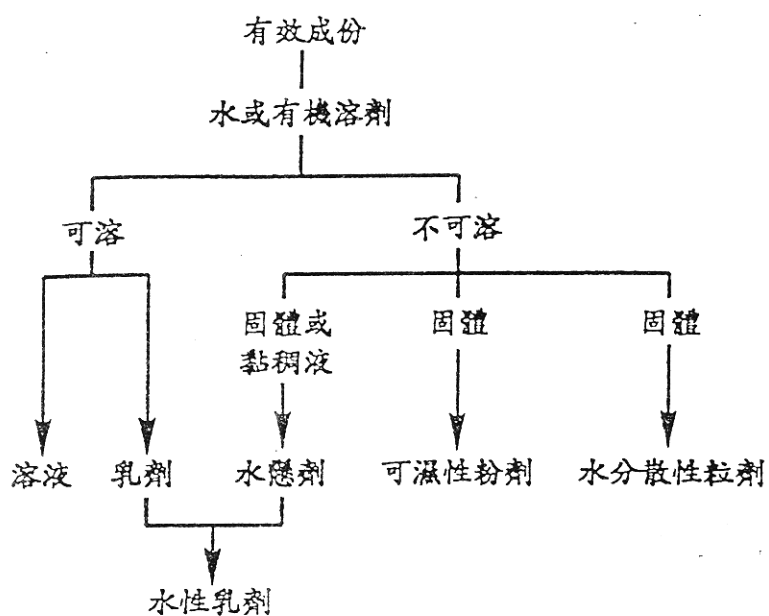 有效成份
水或有機溶劑
可溶
不可溶
固體或
黏稠液
固體
固體
溶液
乳劑
水懸劑
可濕性粉劑
水分散性粒劑
水性乳劑